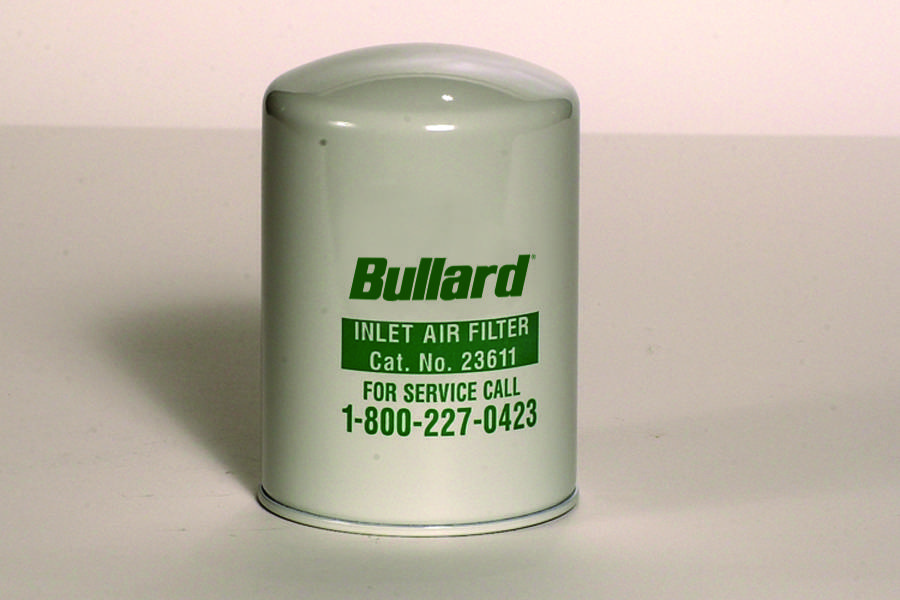 Bullard®
INLET AIR FILTER
Cat. No. 23611
FOR SERVICE CALL
1-800-227-0423